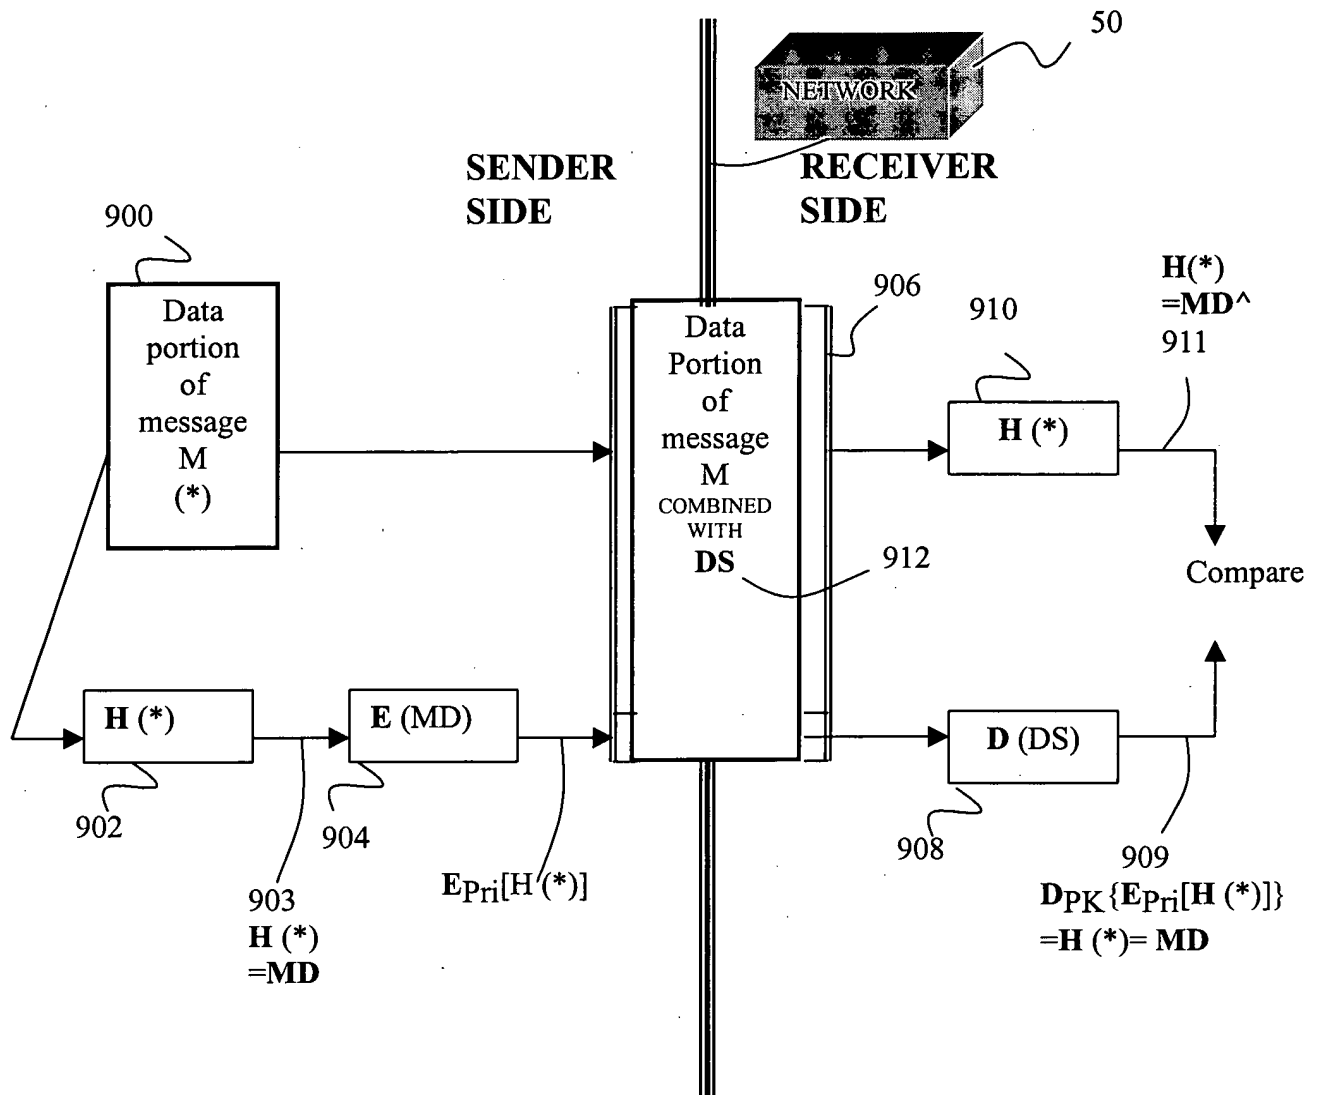 50
NETWORK
SENDER
SIDE
RECEIVER
SIDE
900
Data
portion
of
message
M
(*)
Data
Portion
of
message
M
COMBINED
WITH
DS
906
912
910
H (*)
H(*)
=MD^
911
Compare
H (*)
902
903
H (*)
=MD
E (MD)
904
EPri[H (*)]
D (DS)
908
909
DPK{EPri[H (*)]}
=H (*)= MD